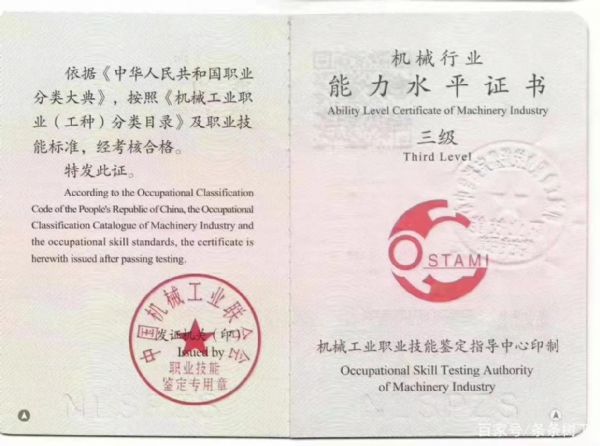 依据《中华人民共和国职业
分类大典》，按照《机械工业职
业（工种）分类目录》及职业技
能标准，经考核合格。
特发此证。
According to the Occupational Classification
Code of the People's Republic of China, the Occupational
Classification Catalogue of Machinery Industry and
the occupational skill standards, the certificate is
herewith issued after passing testing.
中国机械工业联合会
发证机关（印）
Issued by
职业技能
鉴定专用章
机械行业
能力水平证书
Ability Level Certificate of Machinery Industry
三级
Third Level
OSTAMI
机械工业职业技能鉴定指导中心印制
Occupational Skill Testing Authority
of Machinery Industry